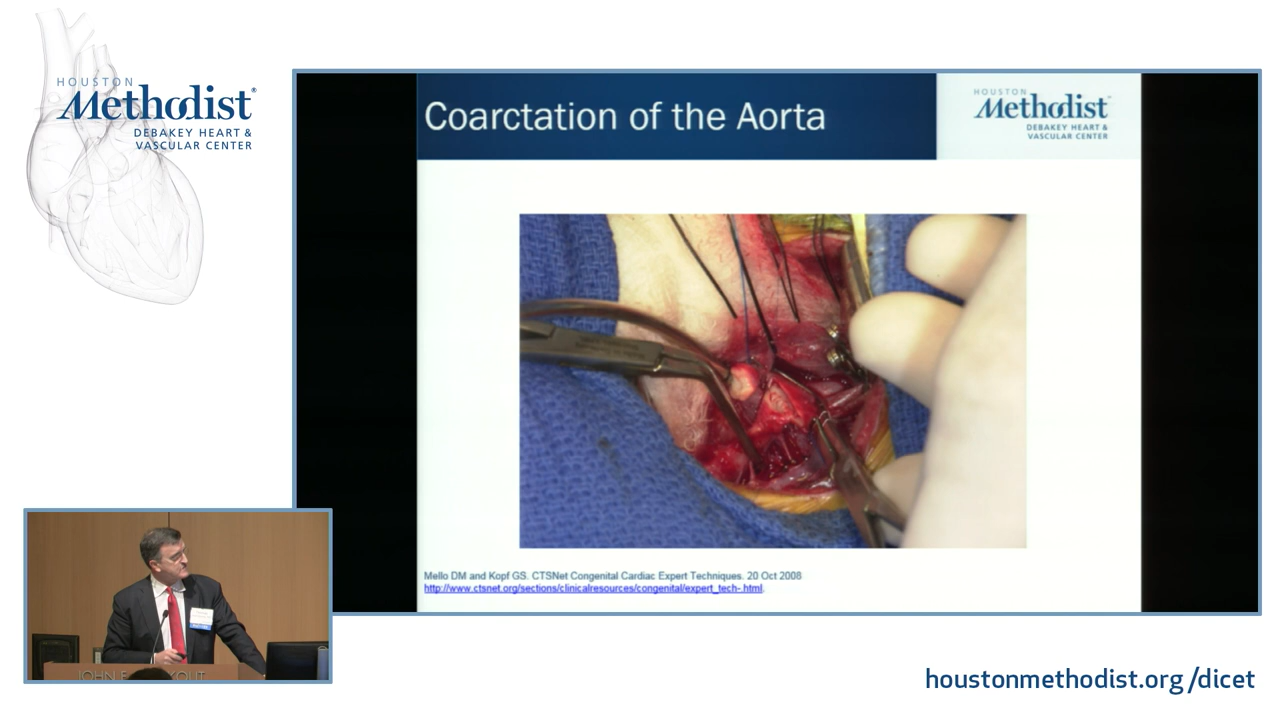 HOUSTON
Methodist®
DEBAKEY HEART &
VASCULAR CENTER
Coarctation of the Aorta
HOUSTON
Methodist
DEBAKEY HEART &
VASCULAR CENTER
Mello DM and Kopf GS. CTSNet Congenital Cardiac Expert Techniques. 20 Oct 2008
http://www.ctsnet.org/sections/clinicalresources/congenital/expert_tech-.html.
houstonmethodist.org/dicet